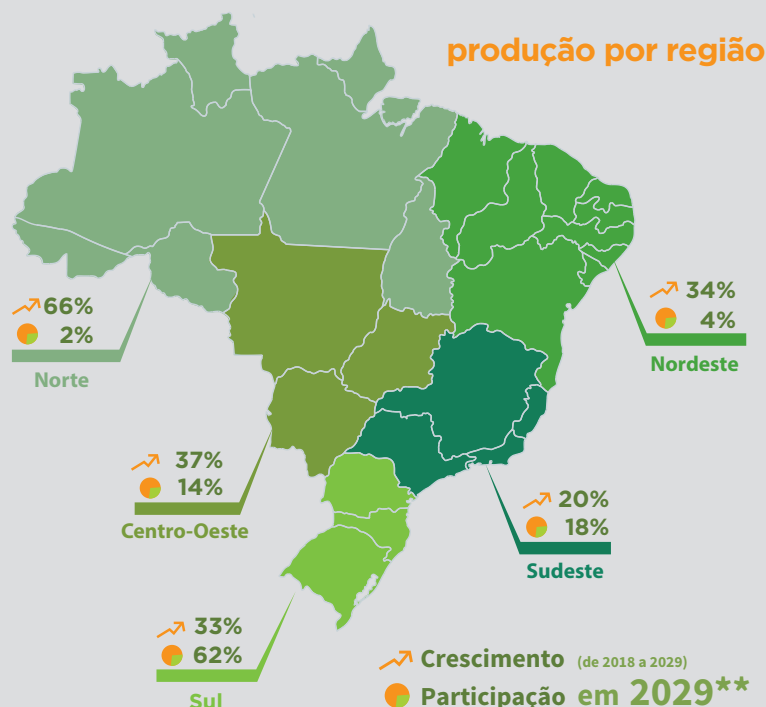 produção por região
66%
2%
Norte
34%
4%
Nordeste
37%
14%
Centro-Oeste
20%
18%
Sudeste
33%
62%
Sul
Crescimento (de 2018 a 2029)
Participação em 2029**